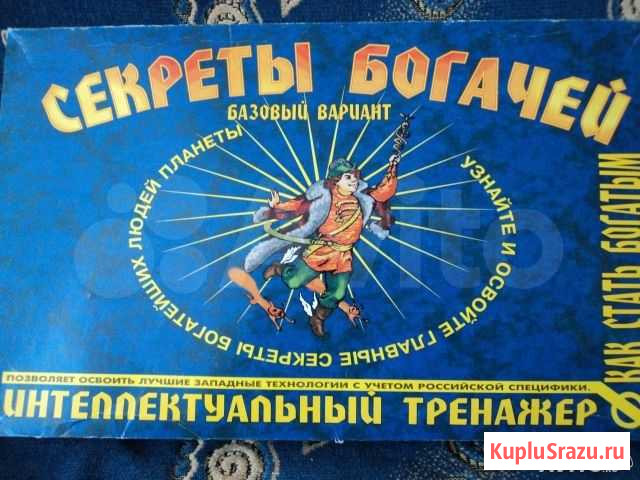 СЕКРЕТЫ БОГАЧЕЙ
БАЗОВЫЙ ВАРИАНТ
УЗНАЙТЕ И ОСВОЙТЕ ГЛАВНЫЕ СЕКРЕТЫ БОГАТЕЙШИХ ЛЮДЕЙ ПЛАНЕТЫ
КАК СТАТЬ БОГАТЫМ
ПОЗВОЛЯЕТ ОСВОИТЬ ЛУЧШИЕ ЗАПАДНЫЕ ТЕХНОЛОГИИ С УЧЕТОМ РОССИЙСКОЙ СПЕЦИФИКИ.
ИНТЕЛЛЕКТУАЛЬНЫЙ ТРЕНАЖЕР
Avito
KupluSrazu.ru